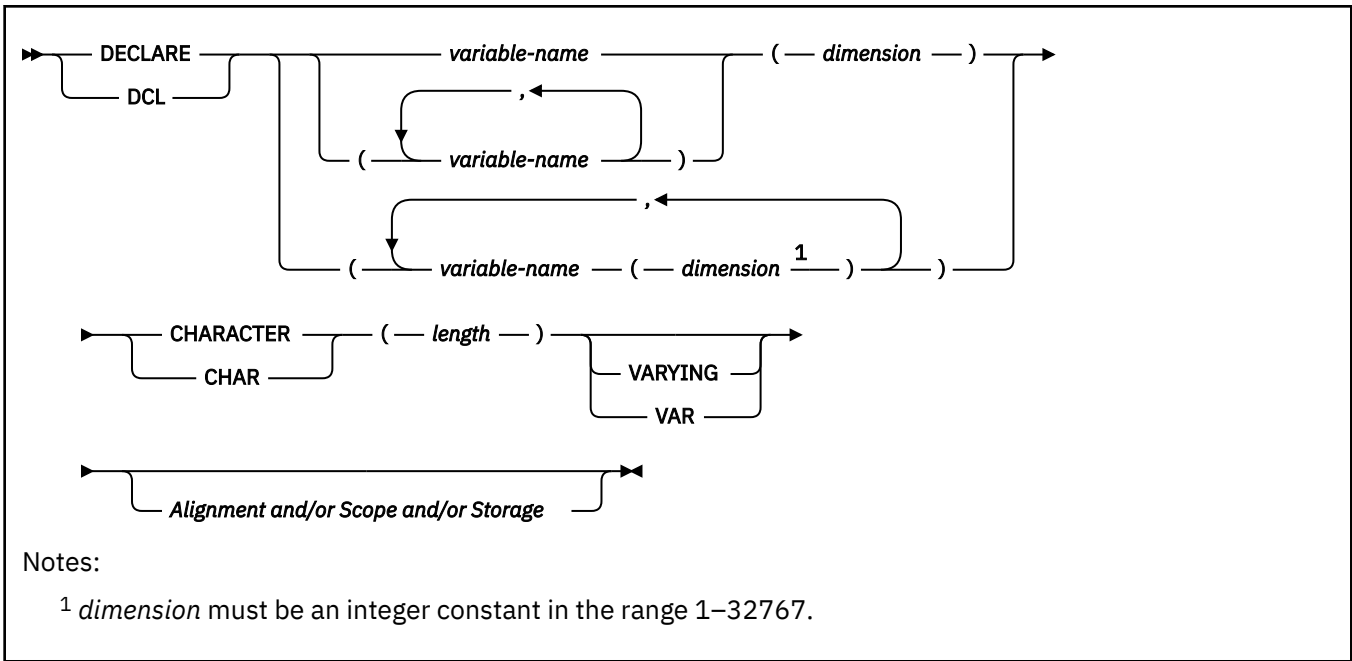 DECLARE variable-name ( dimension )
DCL ,
( variable-name )
,
( variable-name ( dimension 1 ) )
CHARACTER ( length )
CHAR VARYING
VAR
Alignment and/or Scope and/or Storage
Notes:
1 dimension must be an integer constant in the range 1–32767.